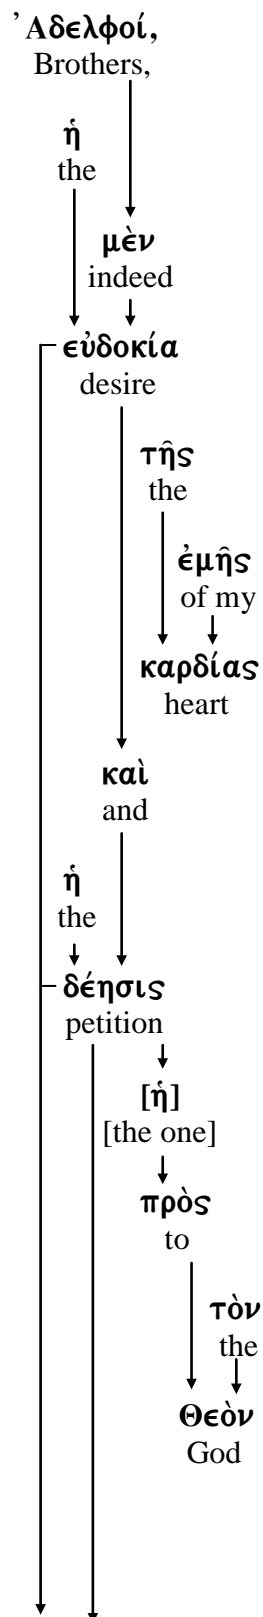 ᾿Αδελφοί,
Brothers,
ἡ
the
μὲν
indeed
εὐδοκία
desire
τῆς
the
ἐμῆς
of my
καρδίας
heart
καὶ
and
ἡ
the
δέησις
petition
[ἡ]
[the one]
πρὸς
to
τὸν
the
Θεὸν
God